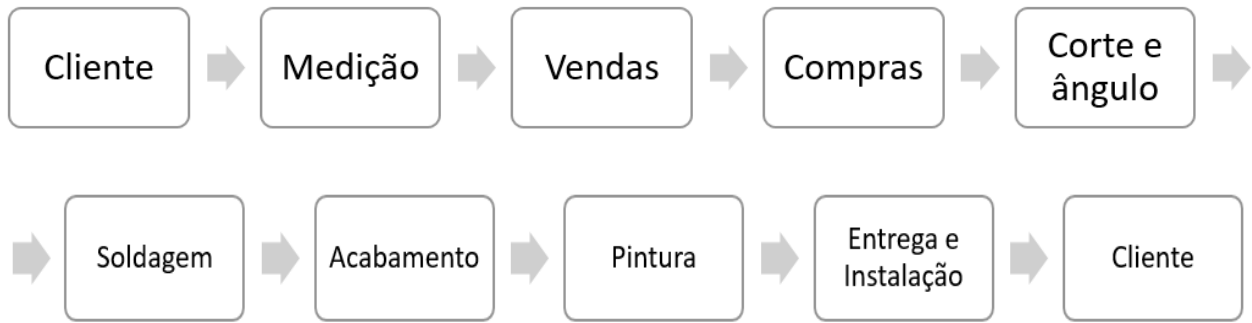 Cliente
Medição
Vendas
Compras
Corte e
ângulo
Soldagem
Acabamento
Pintura
Entrega e
Instalação
Cliente